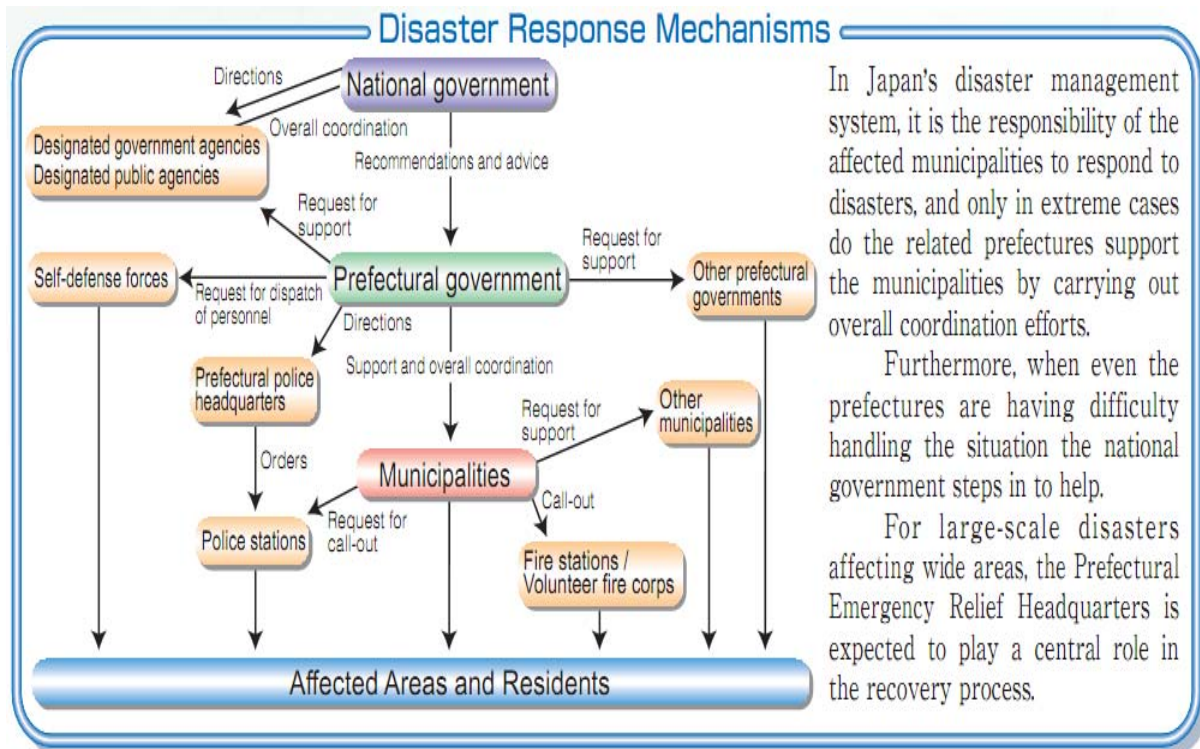 Disaster Response Mechanisms
Directions
National government
Overall coordination
Designated government agencies
Designated public agencies
Recommendations and advice
Request for
support
Request for
support
Self-defense forces
Prefectural government
Other prefectural
governments
Request for dispatch
of personnel
Directions
Prefectural police
headquarters
Support and overall coordination
Request for
support
Other
municipalities
Orders
Municipalities
Call-out
Police stations
Request for
call-out
Fire stations /
Volunteer fire corps
Affected Areas and Residents
In Japan's disaster management
system, it is the responsibility of the
affected municipalities to respond to
disasters, and only in extreme cases
do the related prefectures support
the municipalities by carrying out
overall coordination efforts.
Furthermore, when even the
prefectures are having difficulty
handling the situation the national
government steps in to help.
For large-scale disasters
affecting wide areas, the Prefectural
Emergency Relief Headquarters is
expected to play a central role in
the recovery process.